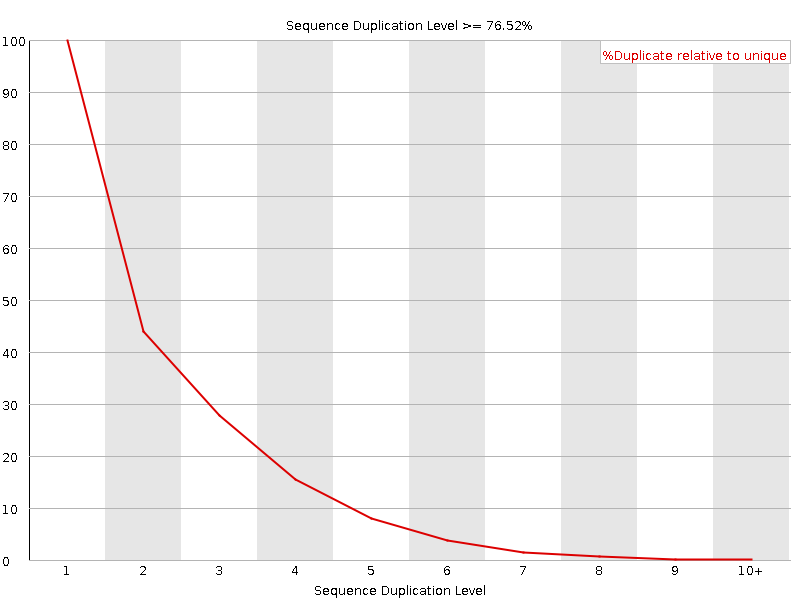 Sequence Duplication Level >= 76.52%
%Duplicate relative to unique
100
90
80
70
60
50
40
30
20
10
0
1 2 3 4 5 6 7 8 9 10+
Sequence Duplication Level